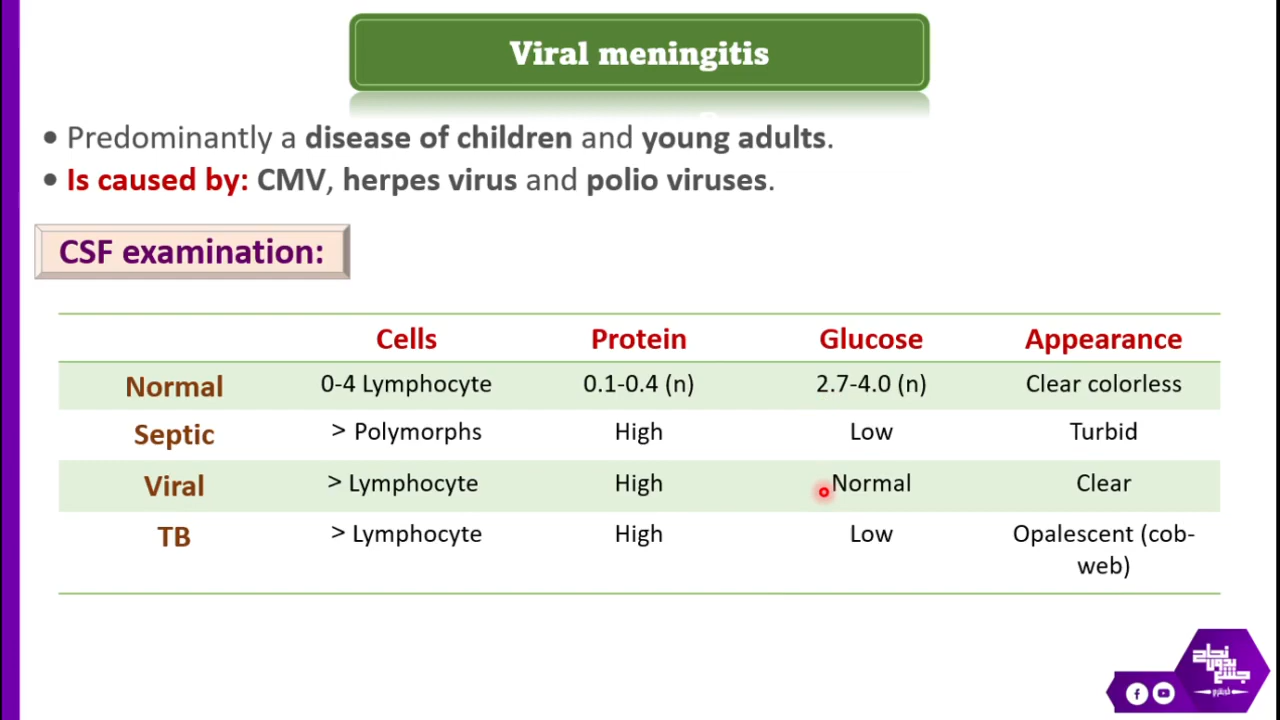 Viral meningitis
• Predominantly a disease of children and young adults.
• Is caused by: CMV, herpes virus and polio viruses.
CSF examination:
Cells Protein Glucose Appearance
Normal 0-4 Lymphocyte 0.1-0.4 (n) 2.7-4.0 (n) Clear colorless
Septic > Polymorphs High Low Turbid
Viral > Lymphocyte High Normal Clear
TB > Lymphocyte High Low Opalescent (cob-
web)